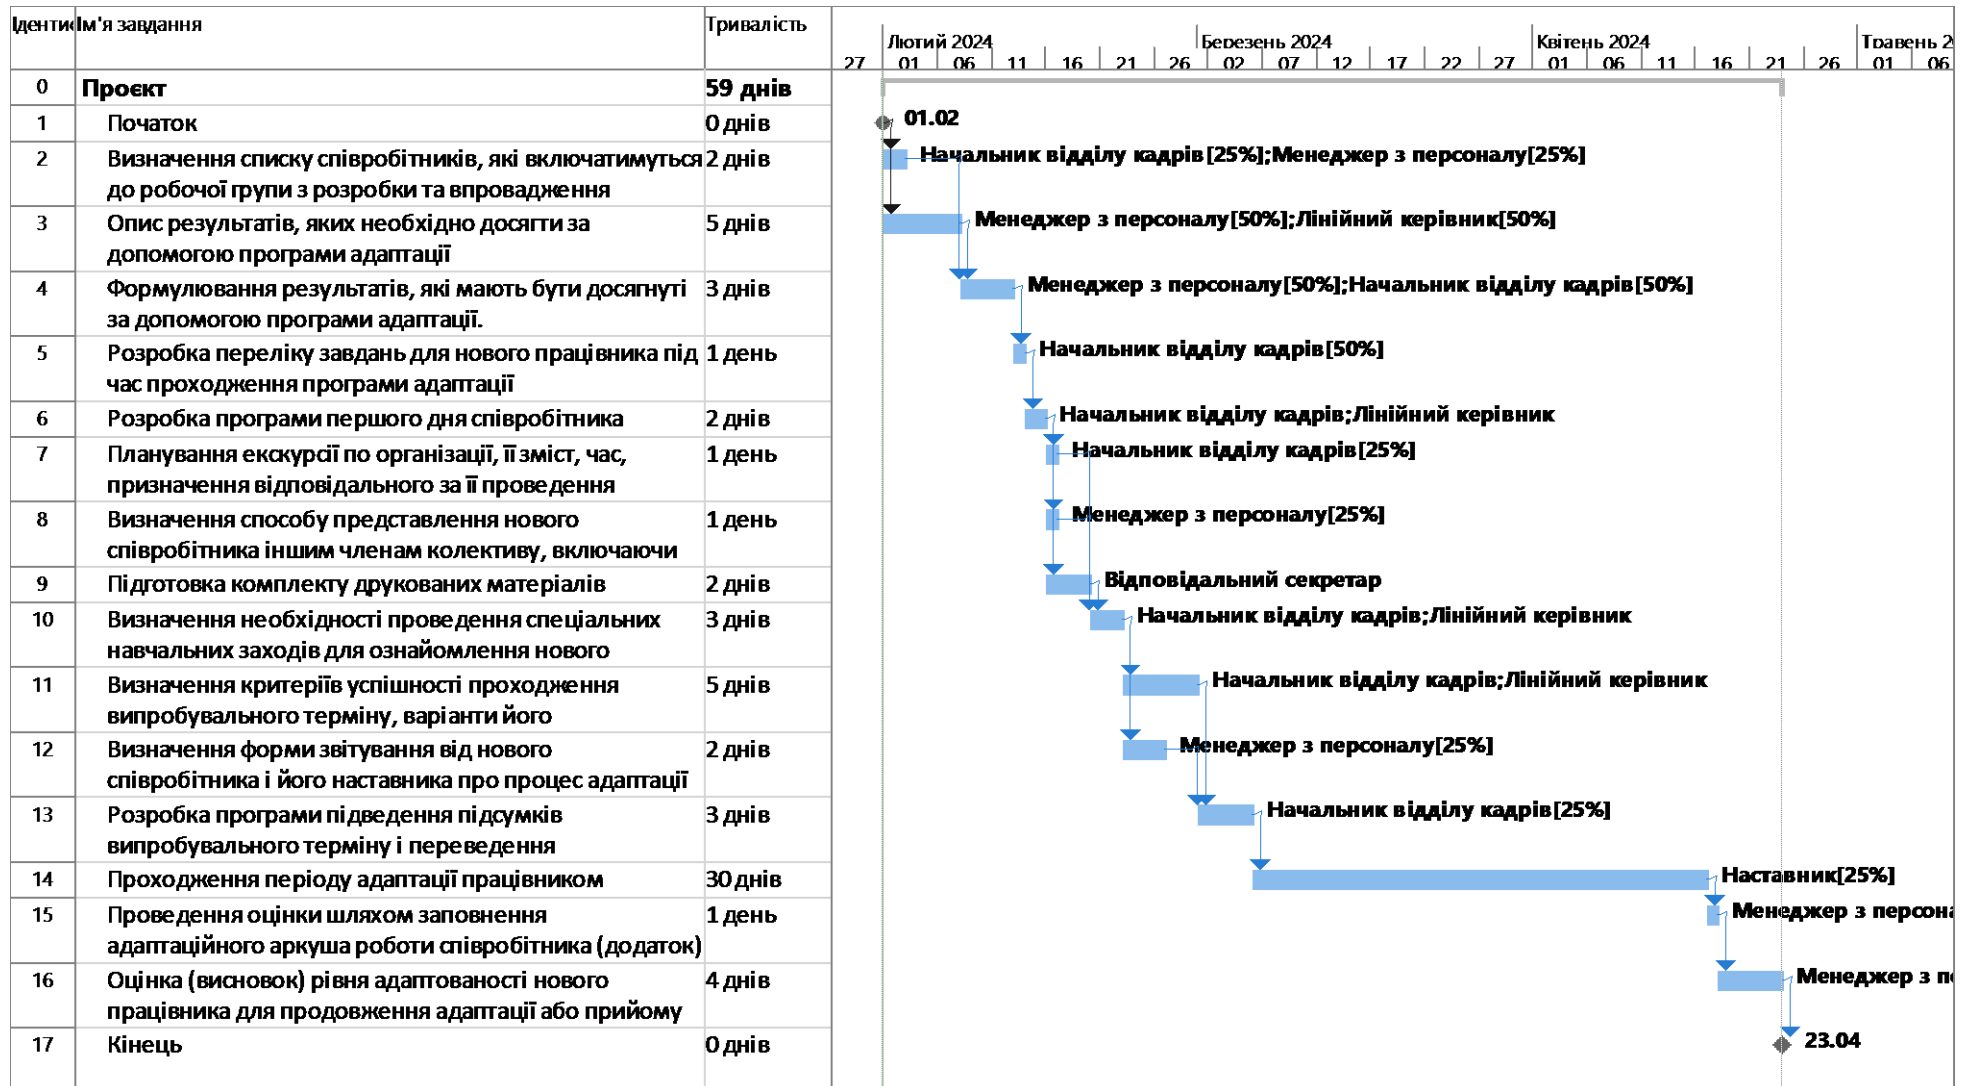 Іденти Ім'я завдання Тривалість
Лютий 2024 Березень 2024 Квітень 2024 Травень 2
27 01 06 11 16 21 26 02 07 12 17 22 27 01 06 11 16 21 26 01 06
0 Проєкт 59 днів
1 Початок 0 днів 01.02
2 Визначення списку співробітників, які включатимуться 2 днів Начальник відділу кадрів[25%];Менеджер з персоналу[25%]
до робочої групи з розробки та впровадження
3 Опис результатів, яких необхідно досягти за 5 днів Менеджер з персоналу[50%];Лінійний керівник[50%]
допомогою програми адаптації
4 Формулювання результатів, які мають бути досягнуті 3 днів Менеджер з персоналу[50%];Начальник відділу кадрів[50%]
за допомогою програми адаптації.
5 Розробка переліку завдань для нового працівника під 1 день Начальник відділу кадрів[50%]
час проходження програми адаптації
6 Розробка програми першого дня співробітника 2 днів Начальник відділу кадрів;Лінійний керівник
7 Планування екскурсії по організації, її зміст, час, 1 день Начальник відділу кадрів[25%]
призначення відповідального за її проведення
8 Визначення способу представлення нового 1 день Менеджер з персоналу[25%]
співробітника іншим членам колективу, включаючи
9 Підготовка комплекту друкованих матеріалів 2 днів Відповідальний секретар
10 Визначення необхідності проведення спеціальних 3 днів Начальник відділу кадрів;Лінійний керівник
навчальних заходів для ознайомлення нового
11 Визначення критеріїв успішності проходження 5 днів Начальник відділу кадрів;Лінійний керівник
випробувального терміну, варіанти його
12 Визначення форми звітування від нового 2 днів Менеджер з персоналу[25%]
співробітника і його наставника про процес адаптації
13 Розробка програми підведення підсумків 3 днів Начальник відділу кадрів[25%]
випробувального терміну і переведення
14 Проходження періоду адаптації працівником 30 днів Наставник[25%]
15 Проведення оцінки шляхом заповнення 1 день Менеджер з персона
адаптаційного аркуша роботи співробітника (додаток)
16 Оцінка (висновок) рівня адаптованості нового 4 днів Менеджер з пе
працівника для продовження адаптації або прийому
17 Кінець 0 днів 23.04